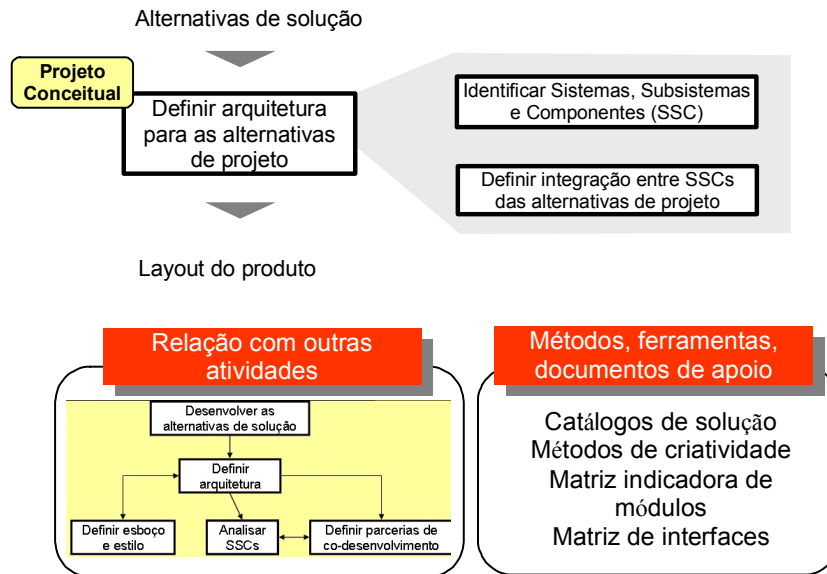 Alternativas de solução
Projeto
Conceitual
Definir arquitetura
para as alternativas
de projeto
Identificar Sistemas, Subsistemas
e Componentes (SSC)
Definir integração entre SSCs
das alternativas de projeto
Layout do produto
Relação com outras
atividades
Desenvolver as
alternativas de solução
Definir
arquitetura
Definir esboço
e estilo
Analisar
SSCs
Definir parcerias de
co-desenvolvimento
Métodos, ferramentas,
documentos de apoio
Catálogos de solução
Métodos de criatividade
Matriz indicadora de
módulos
Matriz de interfaces